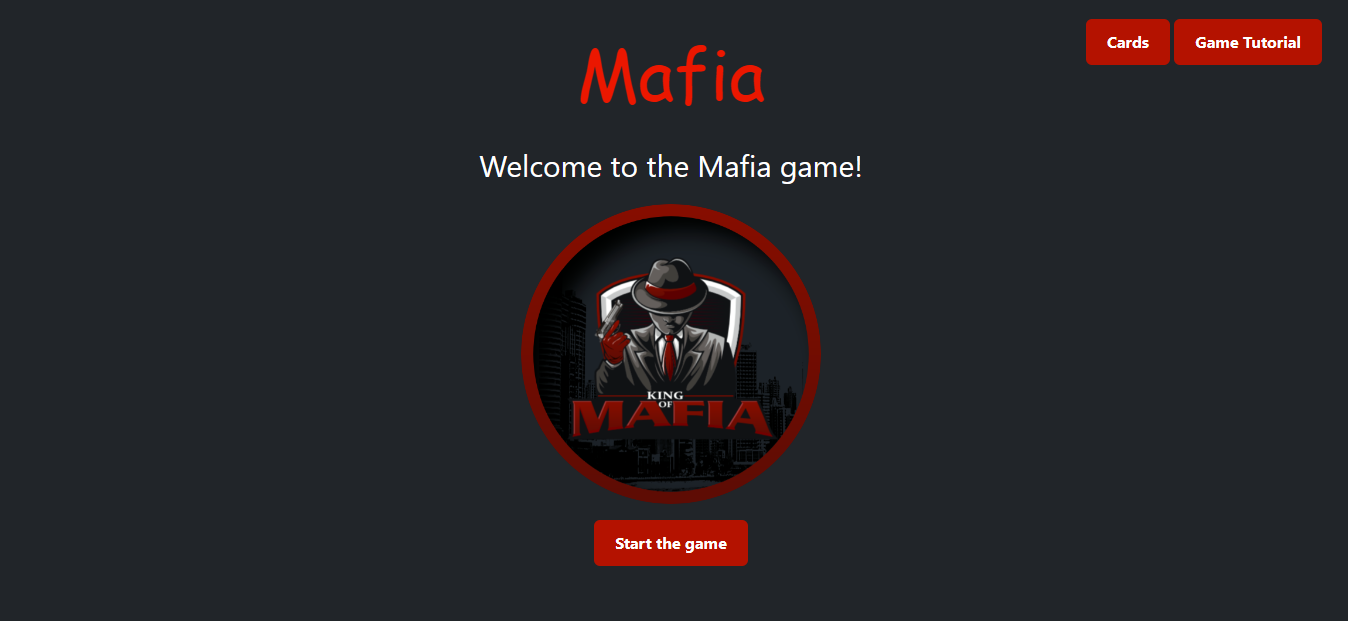 Cards
Game Tutorial
Mafia
Welcome to the Mafia game!
KING
OF
MAFIA
Start the game